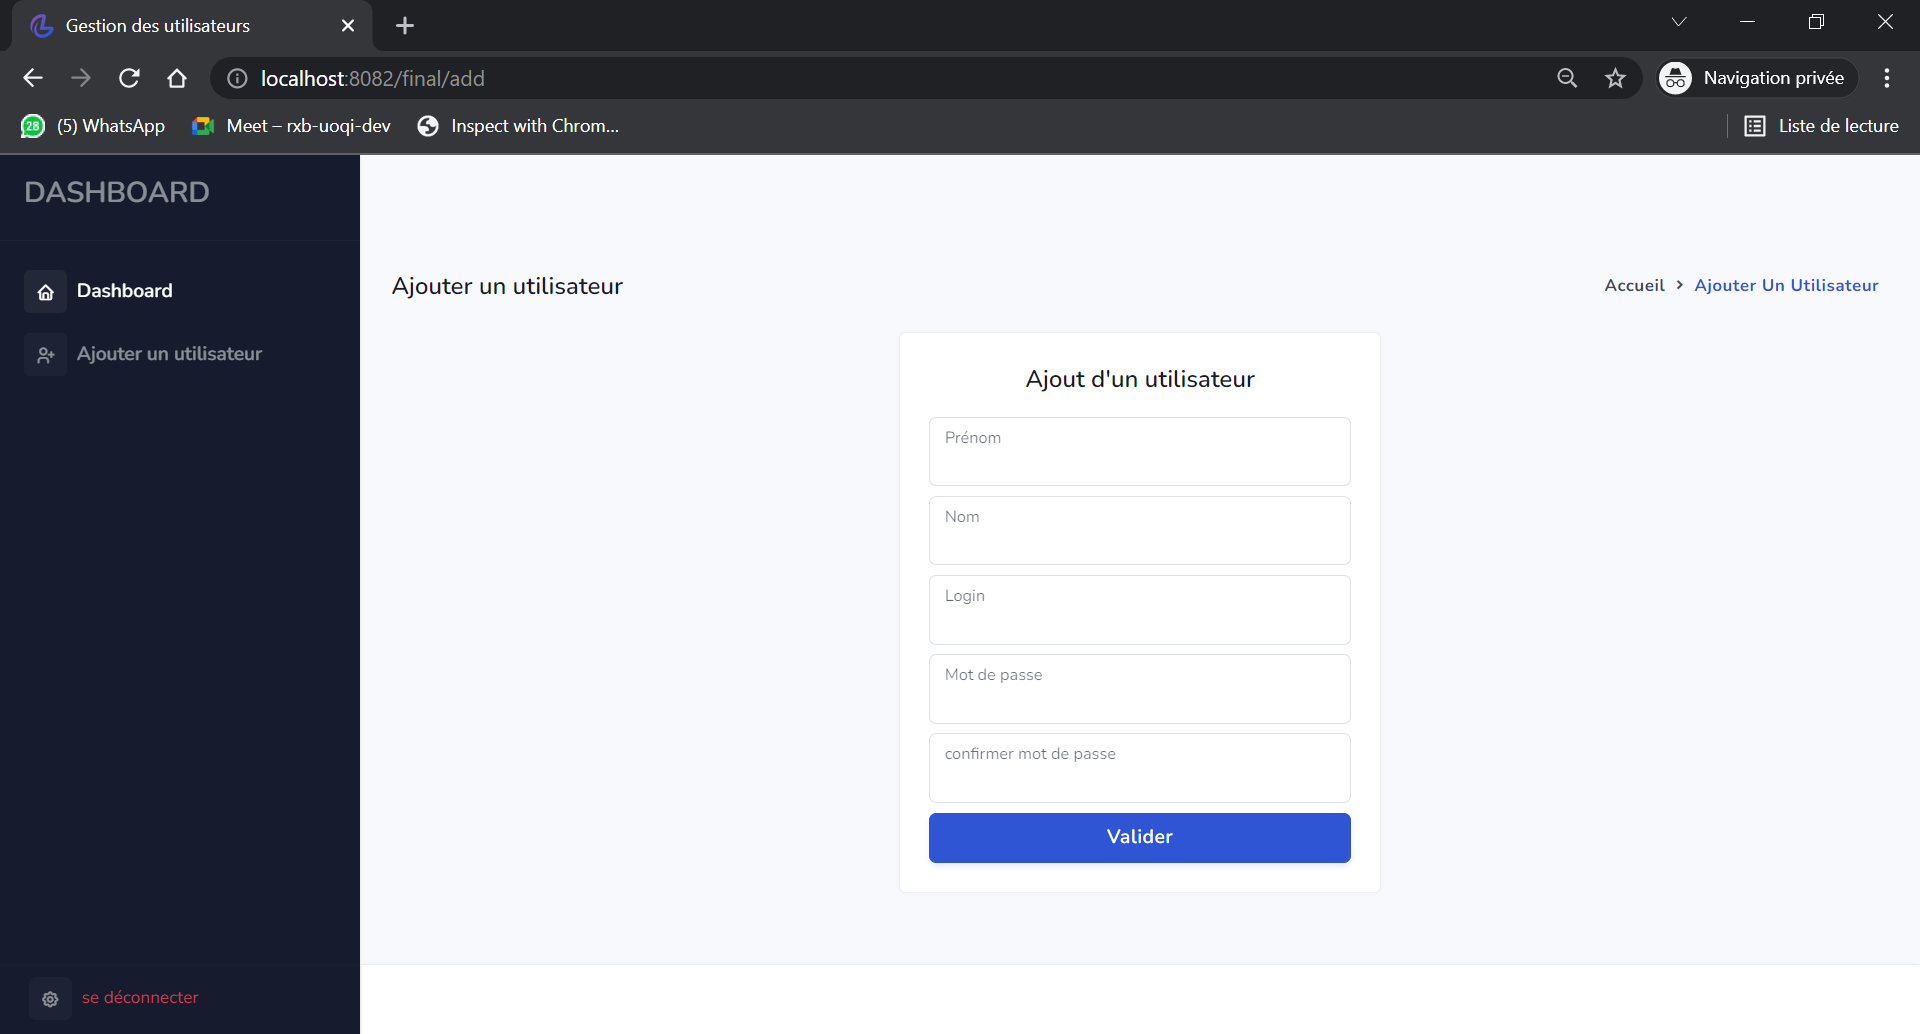 Gestion des utilisateurs
localhost:8082/final/add
Navigation privée
28
(5) WhatsApp
Meet – rxb-uoqi-dev
Inspect with Chrom...
Liste de lecture
DASHBOARD
Dashboard
Ajouter un utilisateur
Ajouter un utilisateur
Accueil > Ajouter Un Utilisateur
Ajout d'un utilisateur
Prénom
Nom
Login
Mot de passe
confirmer mot de passe
Valider
se déconnecter